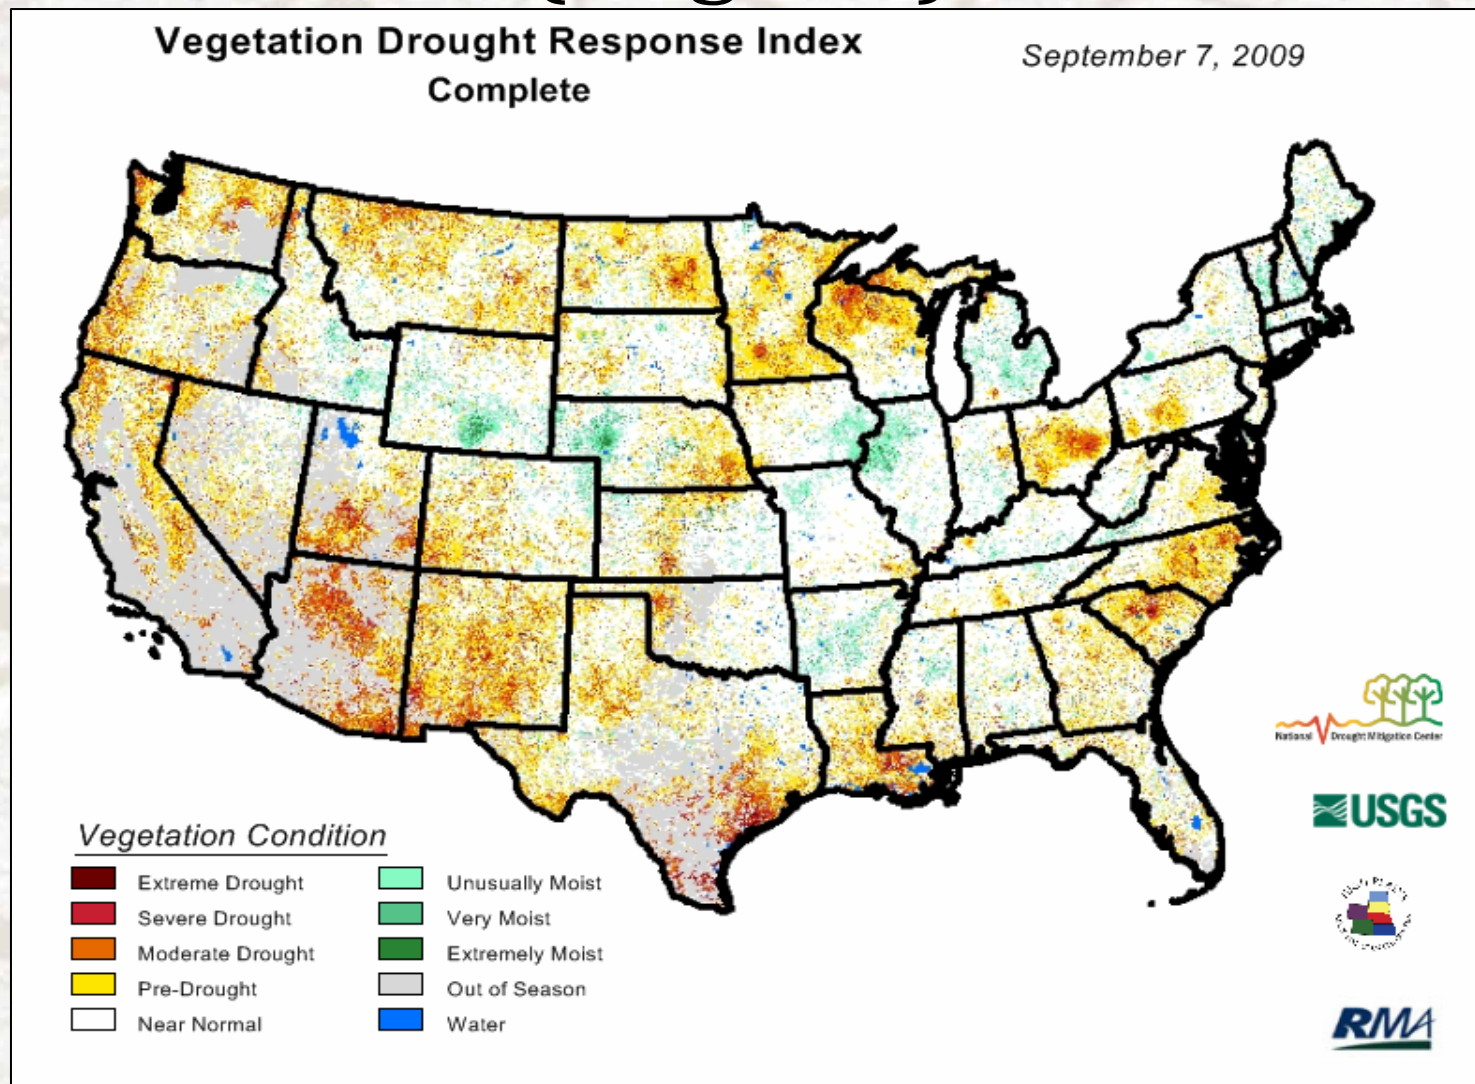 Vegetation Drought Response Index
Complete
September 7, 2009
National Drought Mitigation Center
USGS
Vegetation Condition
Extreme Drought
Severe Drought
Moderate Drought
Pre-Drought
Near Normal
Unusually Moist
Very Moist
Extremely Moist
Out of Season
Water
RMA